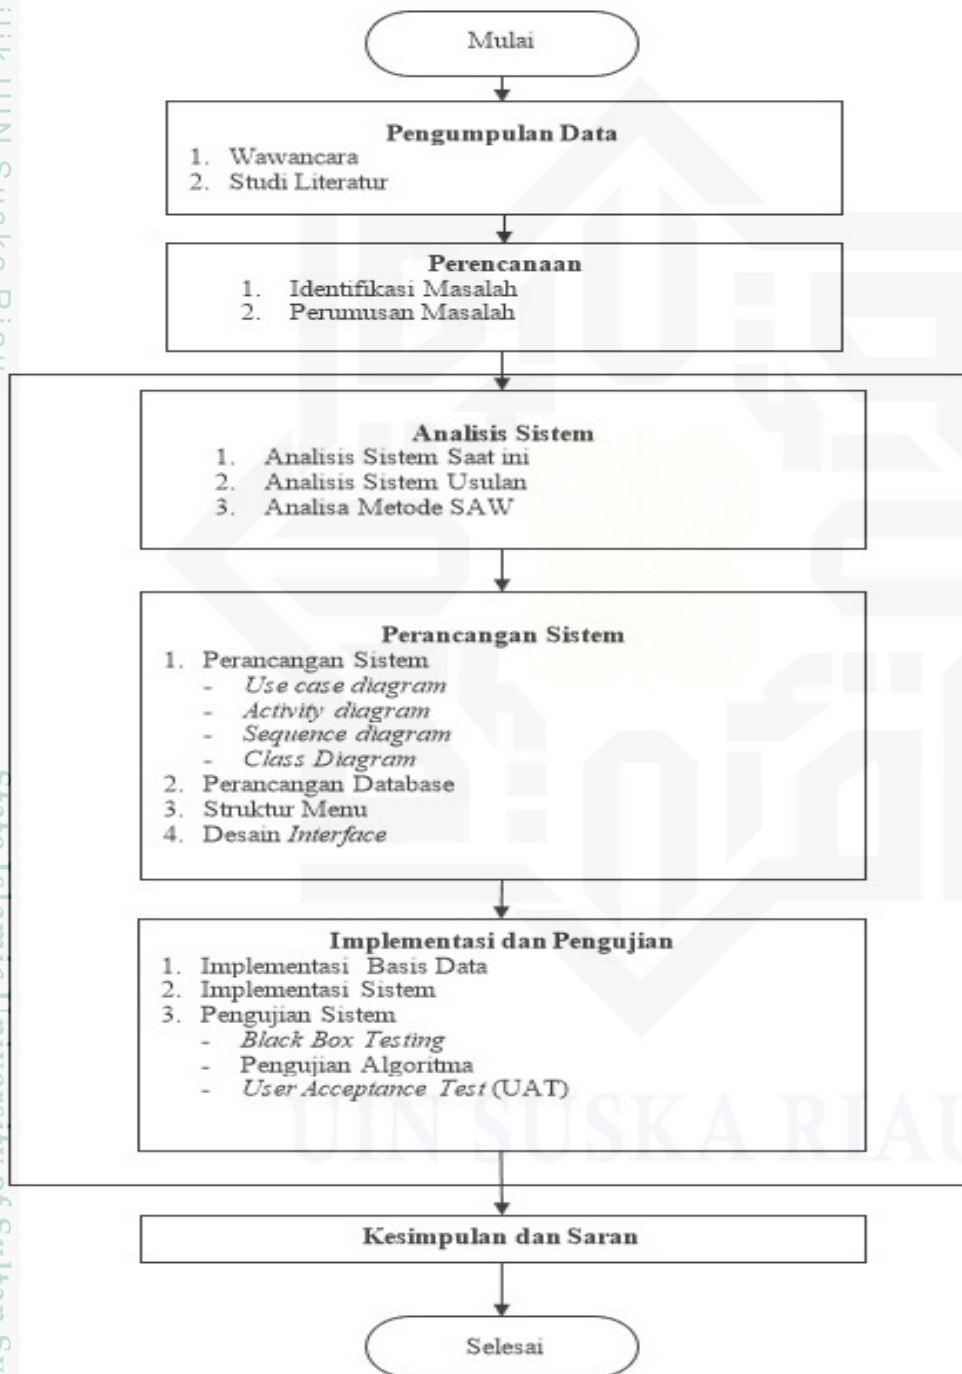 Mulai
Pengumpulan Data
1. Wawancara
2. Studi Literatur
Perencanaan
1. Identifikasi Masalah
2. Perumusan Masalah
Analisis Sistem
1. Analisis Sistem Saat ini
2. Analisis Sistem Usulan
3. Analisa Metode SAW
Perancangan Sistem
1. Perancangan Sistem
- Use case diagram
- Activity diagram
- Sequence diagram
- Class Diagram
2. Perancangan Database
3. Struktur Menu
4. Desain Interface
Implementasi dan Pengujian
1. Implementasi Basis Data
2. Implementasi Sistem
3. Pengujian Sistem
- Black Box Testing
- Pengujian Algoritma
- User Acceptance Test (UAT)
UIN SUSKA RIAU
Kesimpulan dan Saran
Selesai